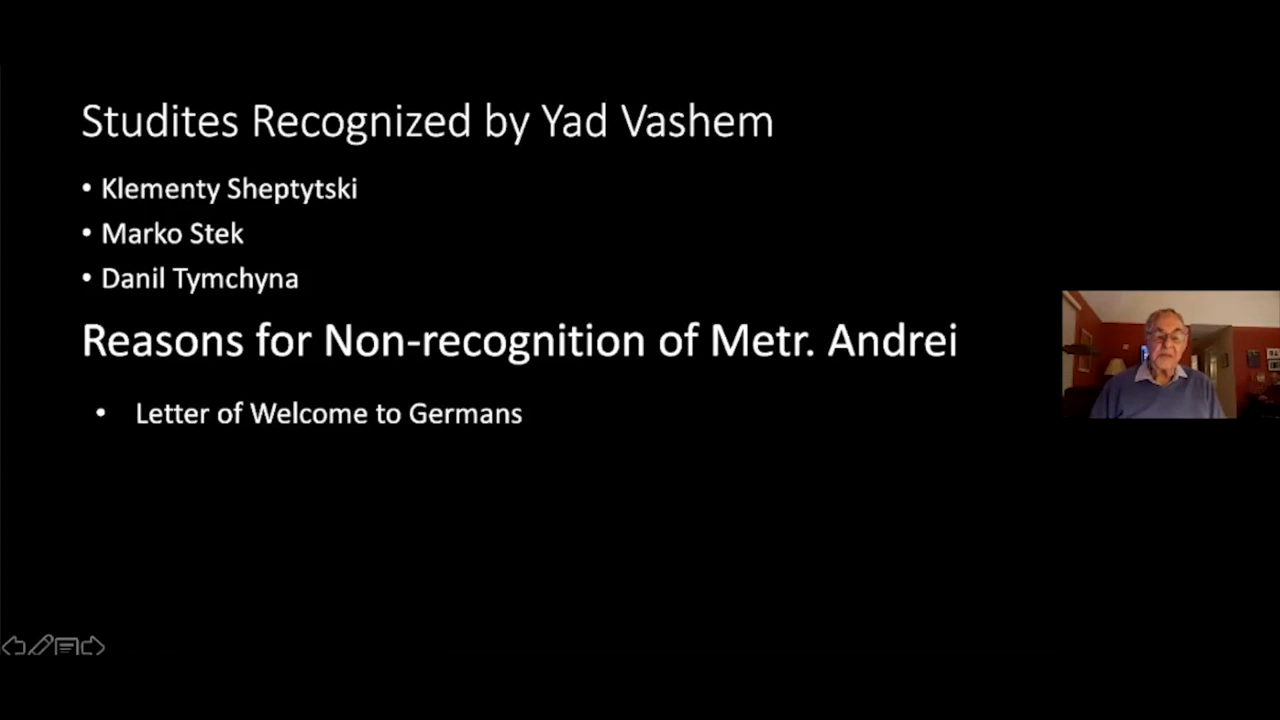 Studites Recognized by Yad Vashem
• Klementy Sheptytski
• Marko Stek
• Danil Tymchyna
Reasons for Non-recognition of Metr. Andrei
• Letter of Welcome to Germans